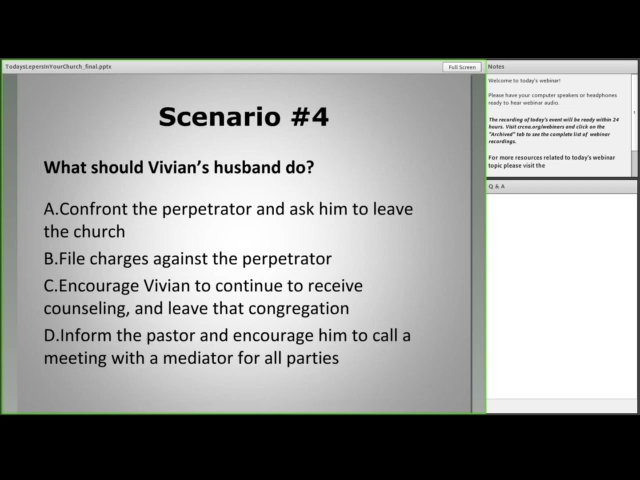 TodaysLepersInYourChurch_final.pptx
Full Screen
Scenario #4
What should Vivian's husband do?
A.Confront the perpetrator and ask him to leave
the church
B.File charges against the perpetrator
C.Encourage Vivian to continue to receive
counseling, and leave that congregation
D.Inform the pastor and encourage him to call a
meeting with a mediator for all parties
Notes
Welcome to today's webinar!
Please have your computer speakers or headphones
ready to hear webinar audio.
The recording of today's event will be ready within 24
hours. Visit crcna.org/webinars and click on the
"Archived" tab to see the complete list of webinar
recordings.
For more resources related to today's webinar
topic please visit the
Q & A